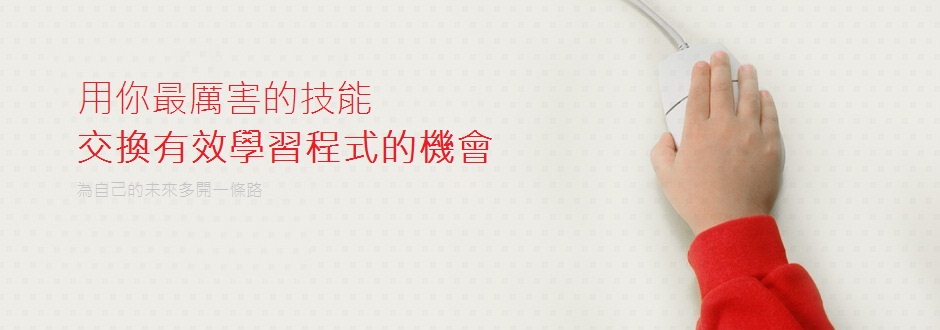 用你最厲害的技能
交換有效學習程式的機會
為自己的未來多開一條路